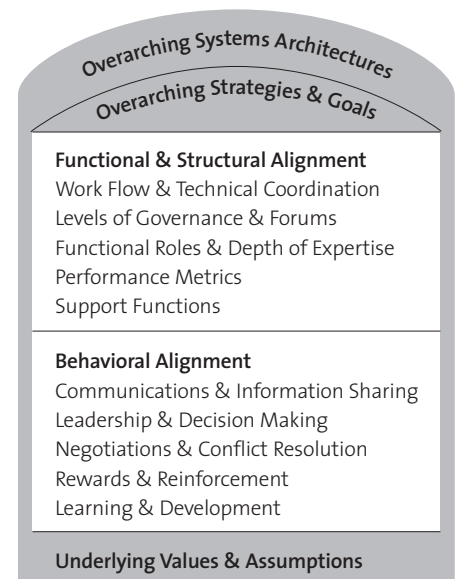 Overarching Systems Architectures
Overarching Strategies & Goals
Functional & Structural Alignment
Work Flow & Technical Coordination
Levels of Governance & Forums
Functional Roles & Depth of Expertise
Performance Metrics
Support Functions
Behavioral Alignment
Communications & Information Sharing
Leadership & Decision Making
Negotiations & Conflict Resolution
Rewards & Reinforcement
Learning & Development
Underlying Values & Assumptions